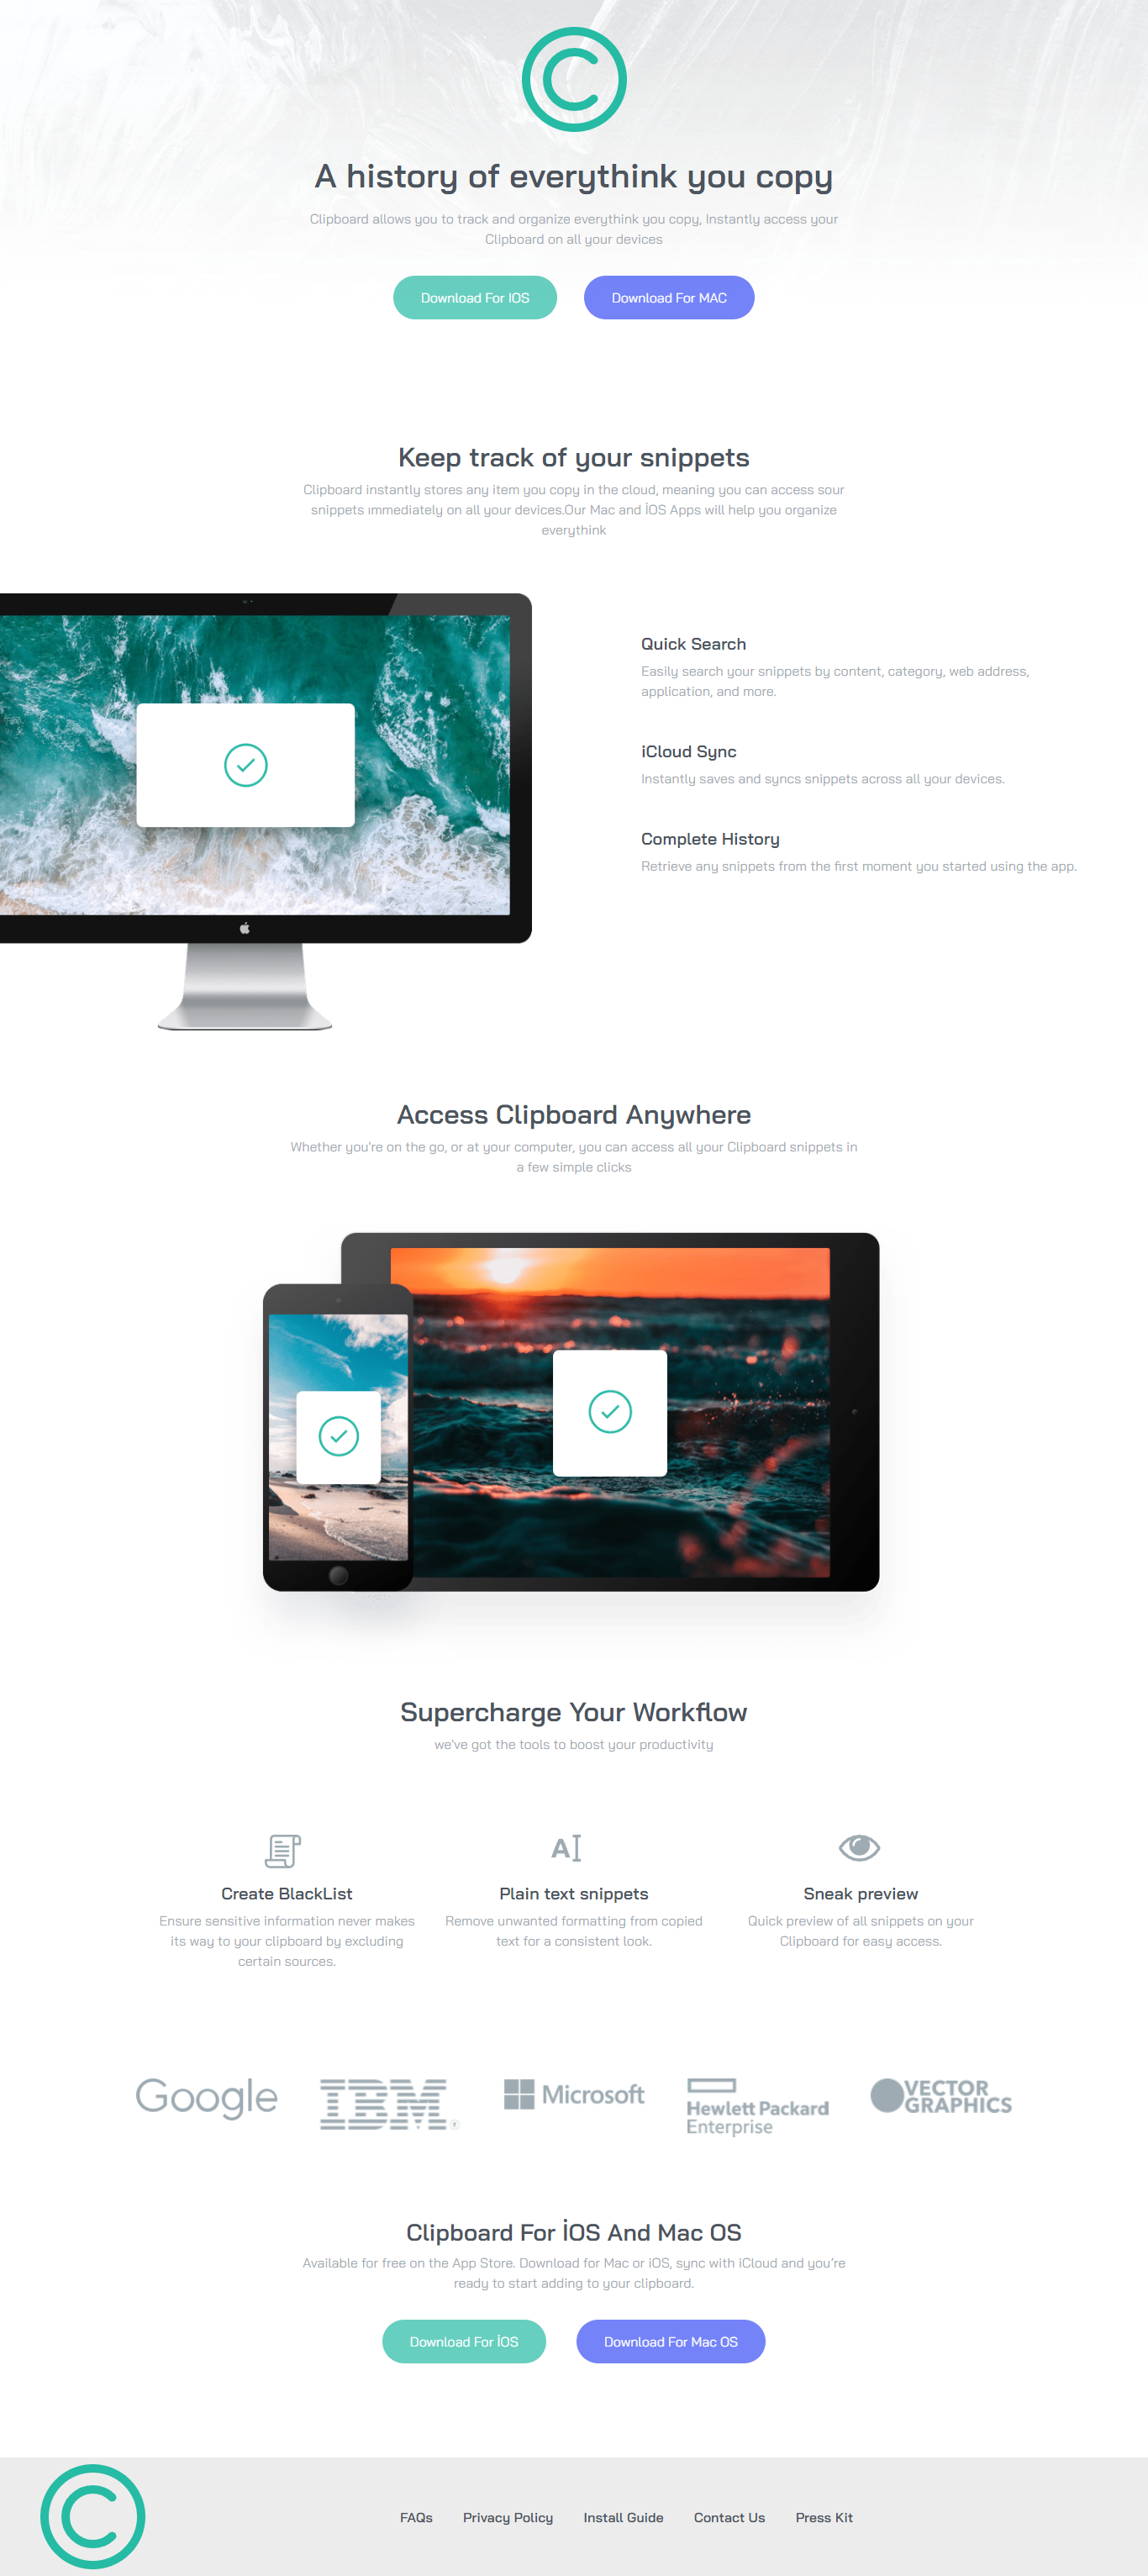 A history of everythink you copy
Clipboard allows you to track and organize everythink you copy, Instantly access your
Clipboard on all your devices
Download For IOS
Download For MAC
Keep track of your snippets
Clipboard instantly stores any item you copy in the cloud, meaning you can access sour
snippets ımmediately on all your devices.Our Mac and İOS Apps will help you organize
everythink
Quick Search
Easily search your snippets by content, category, web address,
application, and more.
iCloud Sync
Instantly saves and syncs snippets across all your devices.
Complete History
Retrieve any snippets from the first moment you started using the app.
Access Clipboard Anywhere
Whether you're on the go, or at your computer, you can access all your Clipboard snippets in
a few simple clicks
Supercharge Your Workflow
we've got the tools to boost your productivity
A
Create BlackList
Ensure sensitive information never makes
its way to your clipboard by excluding
certain sources.
Plain text snippets
Remove unwanted formatting from copied
text for a consistent look.
Sneak preview
Quick preview of all snippets on your
Clipboard for easy access.
Google
IBM
Microsoft
Hewlett Packard
Enterprise
VECTOR
GRAPHICS
Clipboard For İOS And Mac OS
Available for free on the App Store. Download for Mac or iOS, sync with iCloud and you’re
ready to start adding to your clipboard.
Download For İOS
Download For Mac OS
FAQs
Privacy Policy
Install Guide
Contact Us
Press Kit